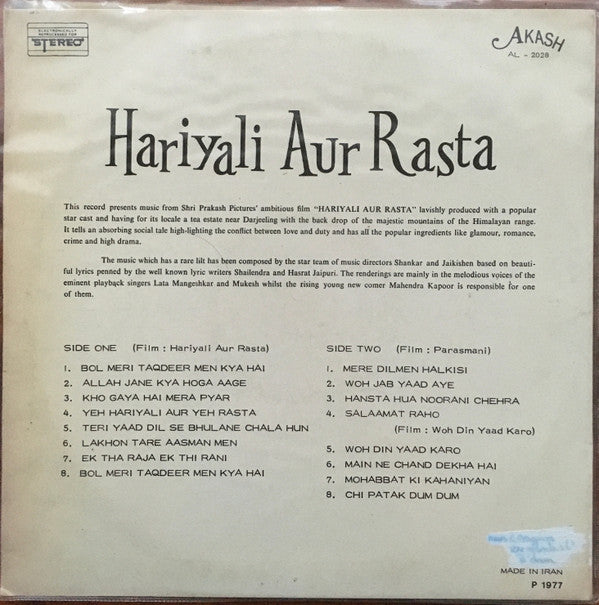 ELECTRONICALLY
REPROCESSED FOR
STEREO
AKASH
AL - 2028
Hariyali Aur Rasta
This record presents music from Shri Prakash Pictures' ambitious film "HARIYALI AUR RASTA" lavishly produced with a popular
star cast and having for its locale a tea estate near Darjeeling with the back drop of the majestic mountains of the Himalayan range.
It tells an absorbing social tale high-lighting the conflict between love and duty and has all the popular ingredients like glamour, romance,
crime and high drama.
The music which has a rare lilt has been composed by the star team of music directors Shankar and Jaikishen based on beauti-
ful lyrics penned by the well known lyric writers Shailendra and Hasrat Jaipuri. The renderings are mainly in the melodious voices of the
eminent playback singers Lata Mangeshkar and Mukesh whilst the rising young new comer Mahendra Kapoor is responsible for one
of them.
SIDE ONE (Film : Hariyali Aur Rasta)
1. BOL MERI TAQDEER MEN KYA HAI
2. ALLAH JANE KYA HOGA AAGE
3. KHO GAYA HAI MERA PYAR
4. YEH HARIYALI AUR YEH RASTA
5. TERI YAAD DIL SE BHULANE CHALA HUN
6. LAKHON TARE AASMAN MEN
7. EK THA RAJA EK THI RANI
8. BOL MERI TAQDEER MEN KYA HAI
SIDE TWO (Film : Parasmani)
1. MERE DILMEN HALKISI
2. WOH JAB YAAD AYE
3. HANSTA HUA NOORANI CHEHRA
4. SALAAMAT RAHO
(Film : Woh Din Yaad Karo)
5. WOH DIN YAAD KARO
6. MAIN NE CHAND DEKHA HAI
7. MOHABBAT KI KAHANIYAN
8. CHI PATAK DUM DUM
MADE IN IRAN
P 1977